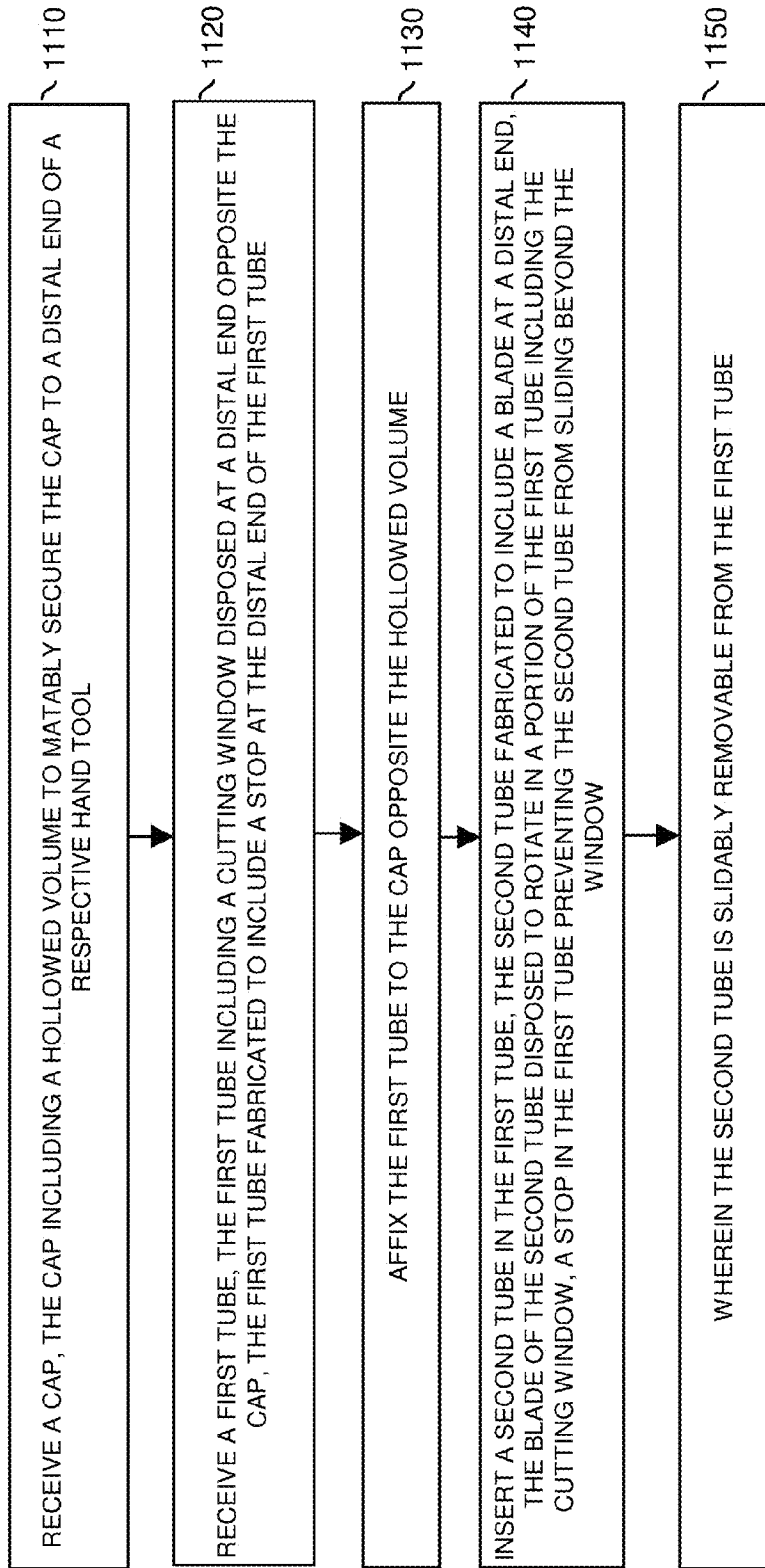 RECEIVE A CAP, THE CAP INCLUDING A HOLLOWED VOLUME TO MATABLY SECURE THE CAP TO A DISTAL END OF A
RESPECTIVE HAND TOOL
1110
RECEIVE A FIRST TUBE, THE FIRST TUBE INCLUDING A CUTTING WINDOW DISPOSED AT A DISTAL END OPPOSITE THE
CAP, THE FIRST TUBE FABRICATED TO INCLUDE A STOP AT THE DISTAL END OF THE FIRST TUBE
1120
AFFIX THE FIRST TUBE TO THE CAP OPPOSITE THE HOLLOWED VOLUME
1130
INSERT A SECOND TUBE IN THE FIRST TUBE, THE SECOND TUBE FABRICATED TO INCLUDE A BLADE AT A DISTAL END,
THE BLADE OF THE SECOND TUBE DISPOSED TO ROTATE IN A PORTION OF THE FIRST TUBE INCLUDING THE
CUTTING WINDOW, A STOP IN THE FIRST TUBE PREVENTING THE SECOND TUBE FROM SLIDING BEYOND THE
WINDOW
1140
WHEREIN THE SECOND TUBE IS SLIDABLY REMOVABLE FROM THE FIRST TUBE
1150